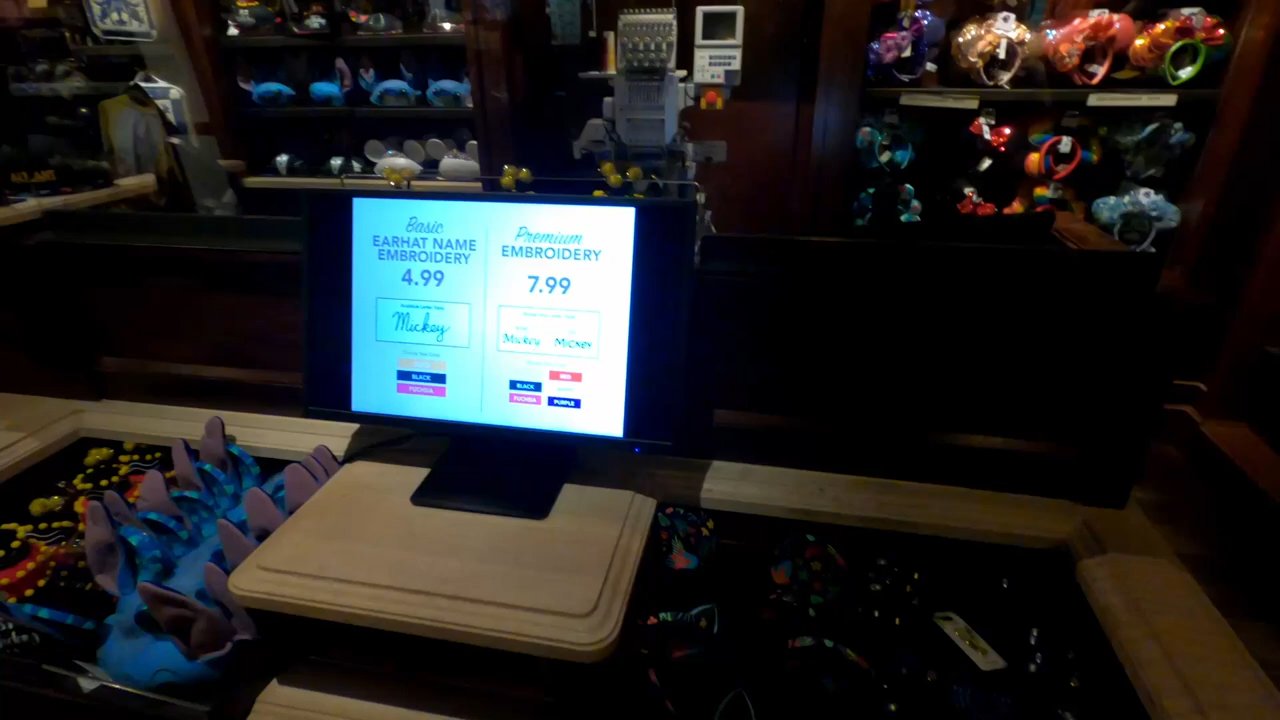 Basic
EARHAT NAME
EMBROIDERY
4.99
Mickey
BLACK
FUCHSIA
Premium
EMBROIDERY
7.99
Mickey
Mickey
RED
BLACK
FUCHSIA
PURPLE